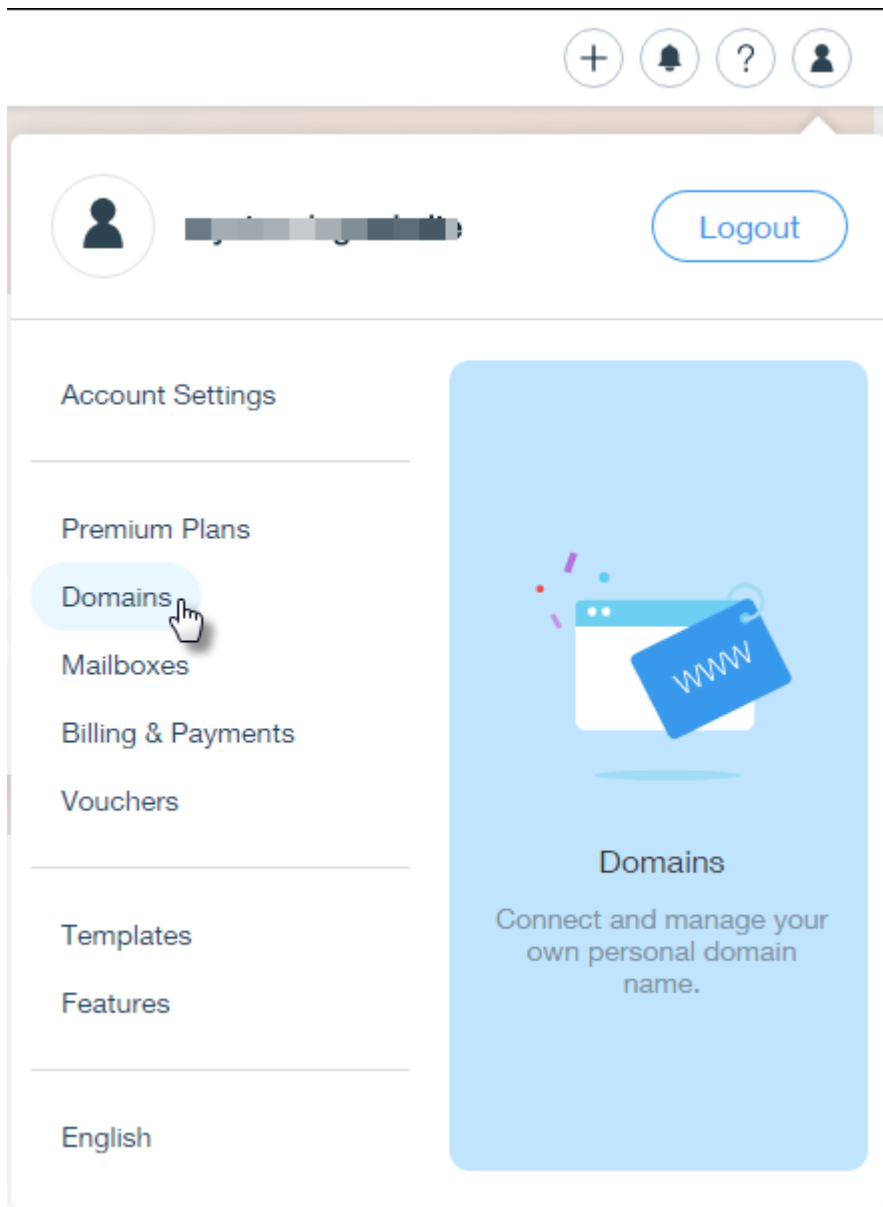 ?
Logout
Account Settings
Premium Plans
Domains
Mailboxes
Billing & Payments
Vouchers
Templates
Features
English
www
Domains
Connect and manage your
own personal domain
name.